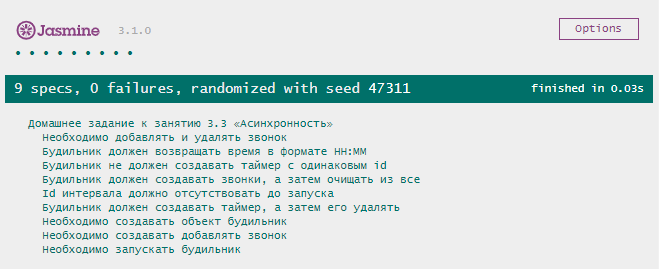 Jasmine 3.1.0 Options
• • • • • • • • •
9 specs, 0 failures, randomized with seed 47311 finished in 0.03s
Домашнее задание к занятию 3.3 «Асинхронность»
Необходимо добавлять и удалять звонок
Будильник должен возвращать время в формате HH:MM
Будильник не должен создавать таймер с одинаковым id
Будильник должен создавать звонки, а затем очищать из все
Id интервала должно отсутствовать до запуска
Будильник должен создавать таймер, а затем его удалять
Необходимо создавать объект будильник
Необходимо создавать добавлять звонок
Необходимо запускать будильник